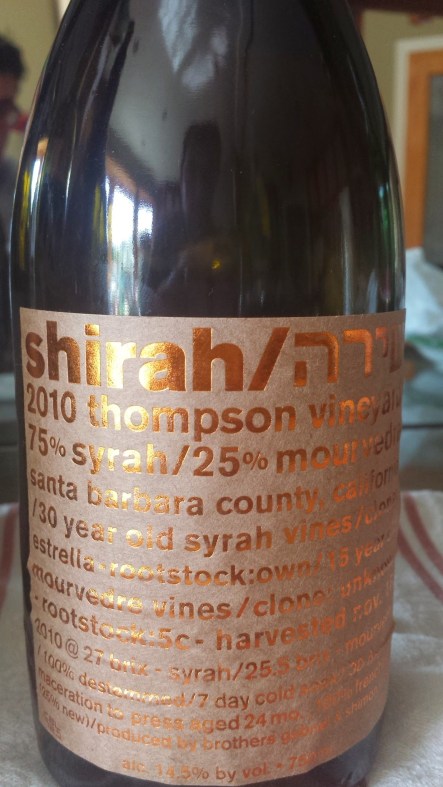 shirah/שירה
2010 thompson vineyard
75% syrah/25% mourvedre
santa barbara county, california
/30 year old syrah vines/clone:
estrella-rootstock:own/15 year
mourvedre vines/clone: unknown
-rootstock:5c- harvested nov.
2010 @ 27 brix - syrah/25.5 brix - mour
/ 100% destemmed/7 day cold
maceration to press aged 24 mo.
(25% new)/produced by brothers
alc. 14.5% by vol. • 75